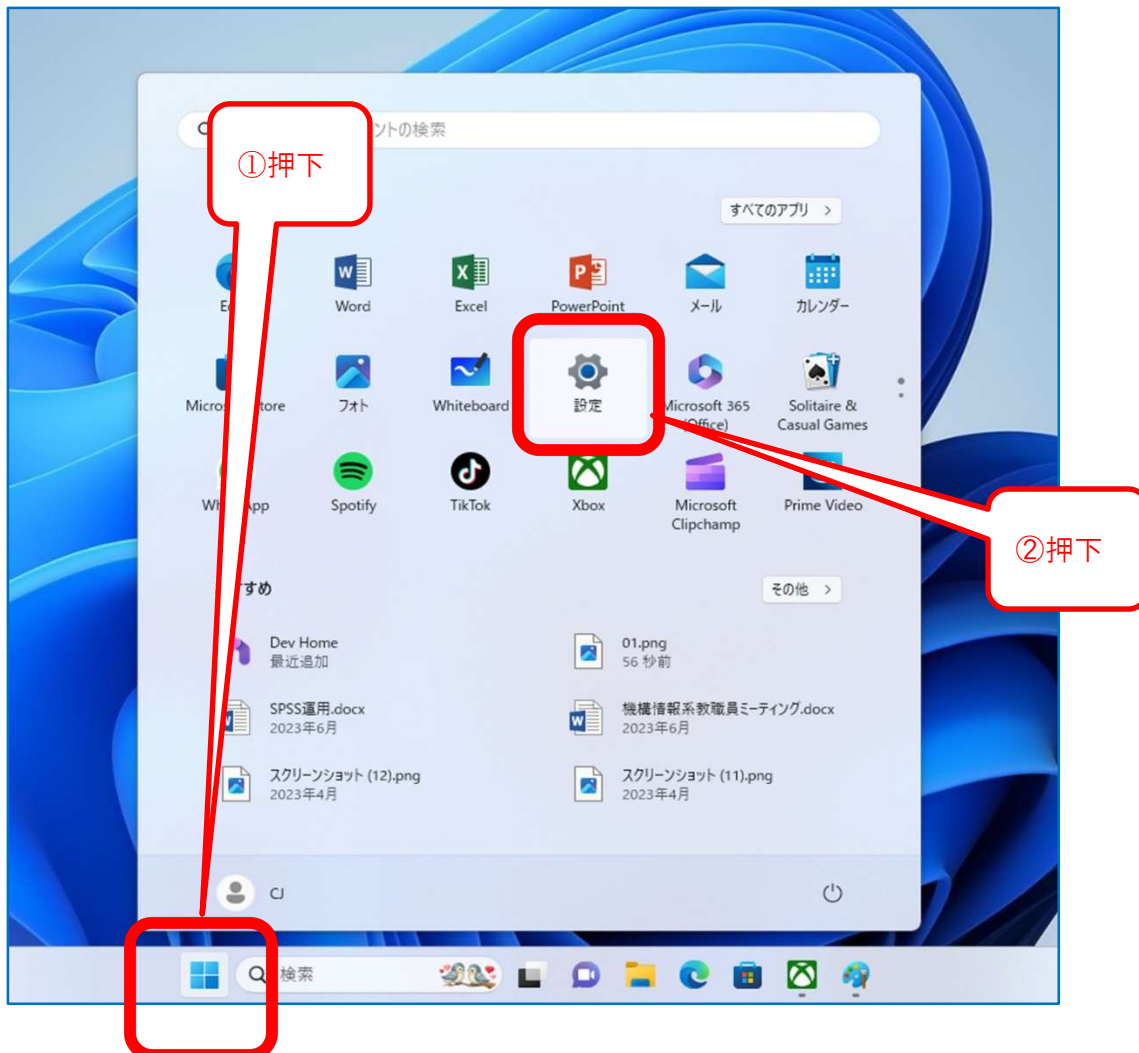 ントの検索
①押下
すべてのアプリ >
Word
Excel
PowerPoint
メール
カレンダー
フォト
Whiteboard
設定
Microsoft 365
(Office)
Solitaire &
Casual Games
Spotify
TikTok
Xbox
Microsoft
Clipchamp
Prime Video
②押下
すめ
その他 >
Dev Home
最近追加
01.png
56 秒前
SPSS運用.docx
2023年6月
機構情報系教職員ミーティング.docx
2023年6月
スクリーンショット (12).png
2023年4月
スクリーンショット (11).png
2023年4月
CJ
検索